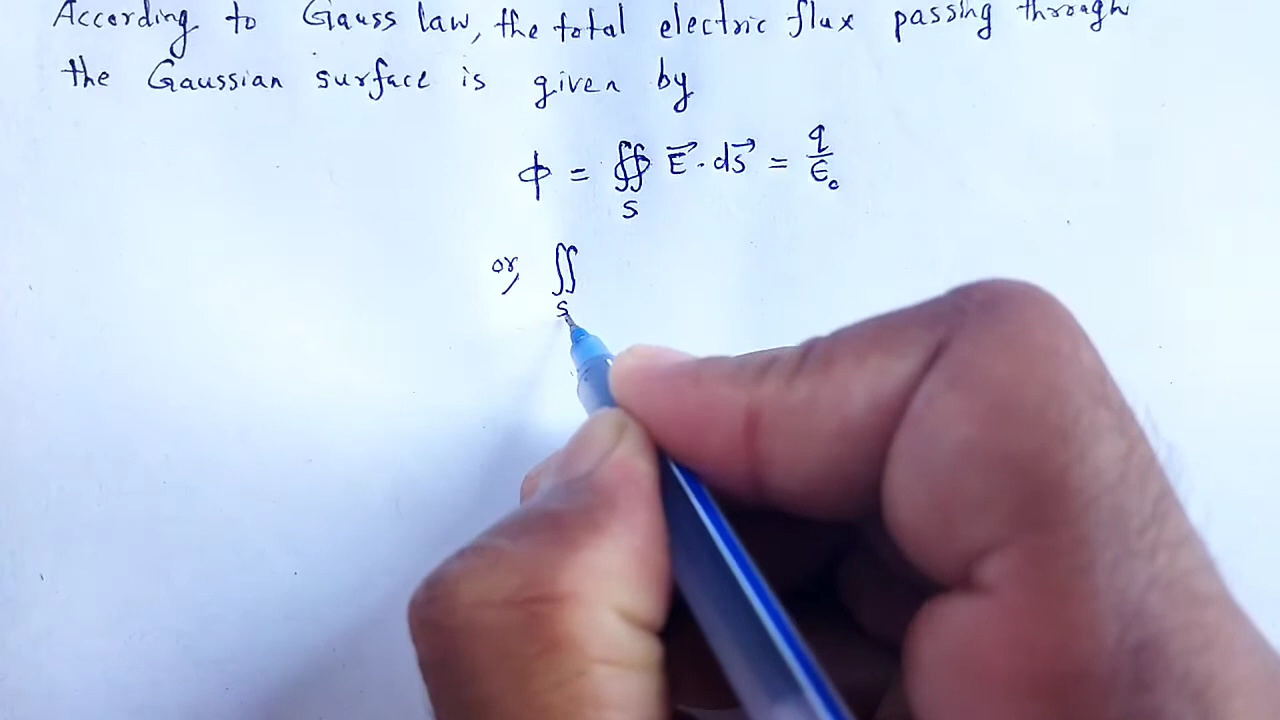 According to Gauss law, the total electric flux passing through
the Gaussian surface is given by
ϕ = ∯_S E⃗ · dS⃗ = q/ϵ₀
or, ∬_S